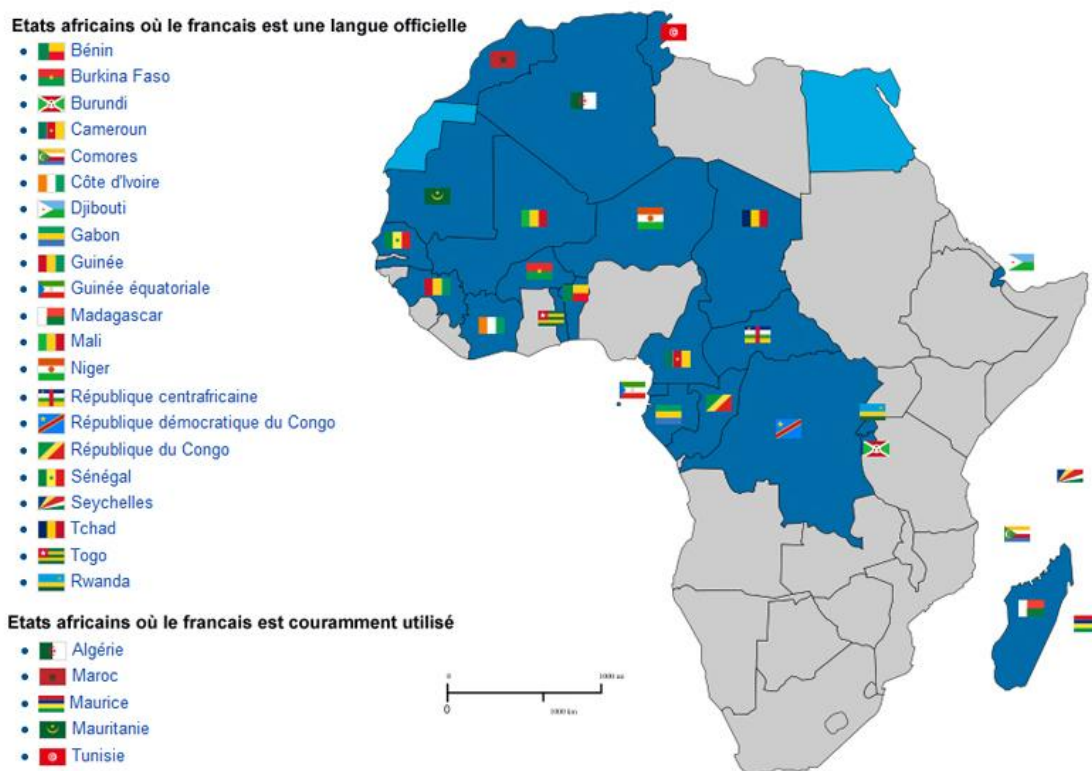 Etats africains où le francais est une langue officielle
Bénin
Burkina Faso
Burundi
Cameroun
Comores
Côte d'Ivoire
Djibouti
Gabon
Guinée
Guinée équatoriale
Madagascar
Mali
Niger
République centrafricaine
République démocratique du Congo
République du Congo
Sénégal
Seychelles
Tchad
Togo
Rwanda
Etats africains où le francais est couramment utilisé
Algérie
Maroc
Maurice
Mauritanie
Tunisie
0
0
1000 km